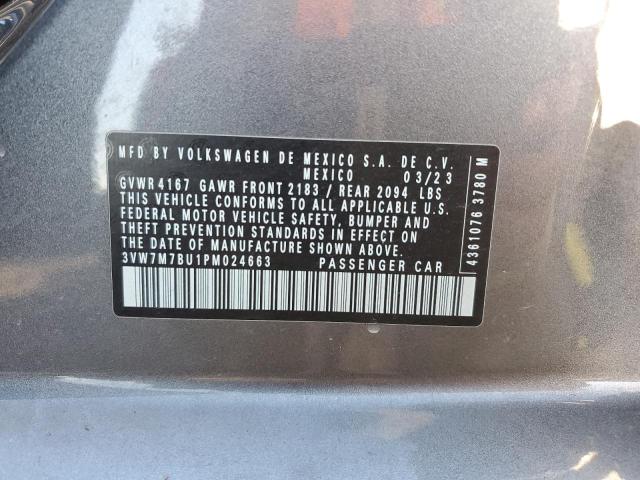 MFD BY VOLKSWAGEN DE MEXICO S.A. DE C.V.
MEXICO 03/23
GVWR 4167 GAWR FRONT 2183 / REAR 2094 LBS
THIS VEHICLE CONFORMS TO ALL APPLICABLE U.S.
FEDERAL MOTOR VEHICLE SAFETY, BUMPER AND
THEFT PREVENTION STANDARDS IN EFFECT ON
THE DATE OF MANUFACTURE SHOWN ABOVE.
3VW7M7BU1PM024663 PASSENGER CAR
4361076 3780 M